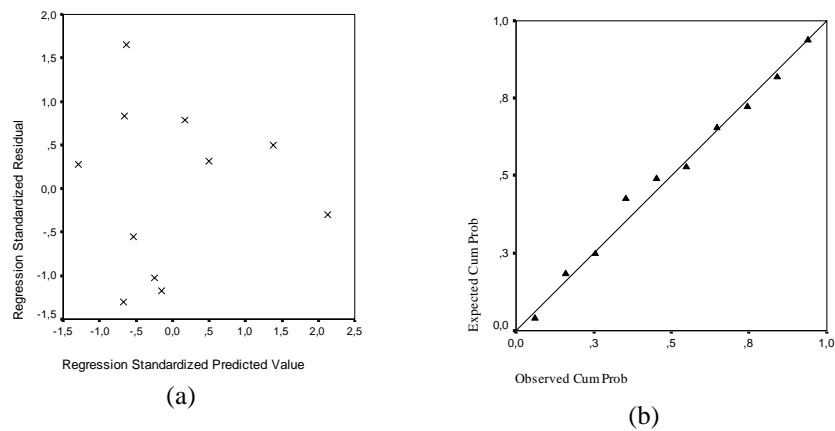 2,0
1,5
1,0
,5
0,0
-,5
-1,0
-1,5
Regression Standardized Residual
-1,5 -1,0 -,5 0,0 ,5 1,0 1,5 2,0 2,5
Regression Standardized Predicted Value
(a)
1,0
,8
,5
,3
0,0
Expected Cum Prob
0,0 ,3 ,5 ,8 1,0
Observed Cum Prob
(b)